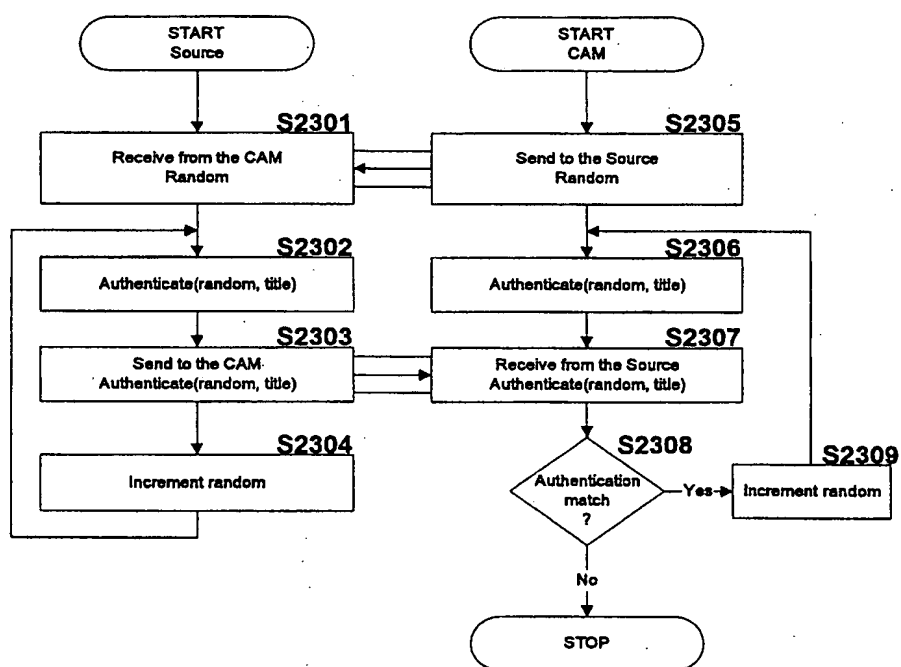 START
Source
START
CAM
S2301
Receive from the CAM
Random
S2305
Send to the Source
Random
S2302
Authenticate(random, title)
S2306
Authenticate(random, title)
S2303
Send to the CAM
Authenticate(random, title)
S2307
Receive from the Source
Authenticate(random, title)
S2304
Increment random
S2308
Authentication
match
?
Yes
S2309
Increment random
No
STOP